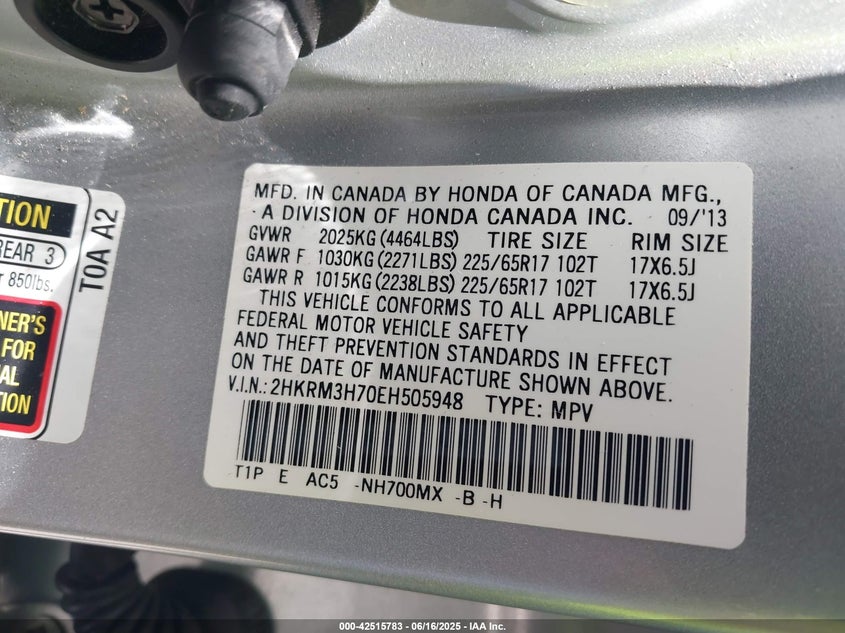 TION
REAR 3
r 850lbs.
TOA A2
NER'S
FOR
AL
TION
MFD. IN CANADA BY HONDA OF CANADA MFG.,
A DIVISION OF HONDA CANADA INC. 09/'13
GVWR 2025KG(4464LBS) TIRE SIZE RIM SIZE
GAWR F 1030KG(2271LBS) 225/65R17 102T 17X6.5J
GAWR R 1015KG(2238LBS) 225/65R17 102T 17X6.5J
THIS VEHICLE CONFORMS TO ALL APPLICABLE
FEDERAL MOTOR VEHICLE SAFETY
AND THEFT PREVENTION STANDARDS IN EFFECT
ON THE DATE OF MANUFACTURE SHOWN ABOVE.
V.I.N.:2HKRM3H70EH505948 TYPE: MPV
T1P E AC5 -NH700MX -B -H
000-42515783 - 06/16/2025 - IAA Inc.